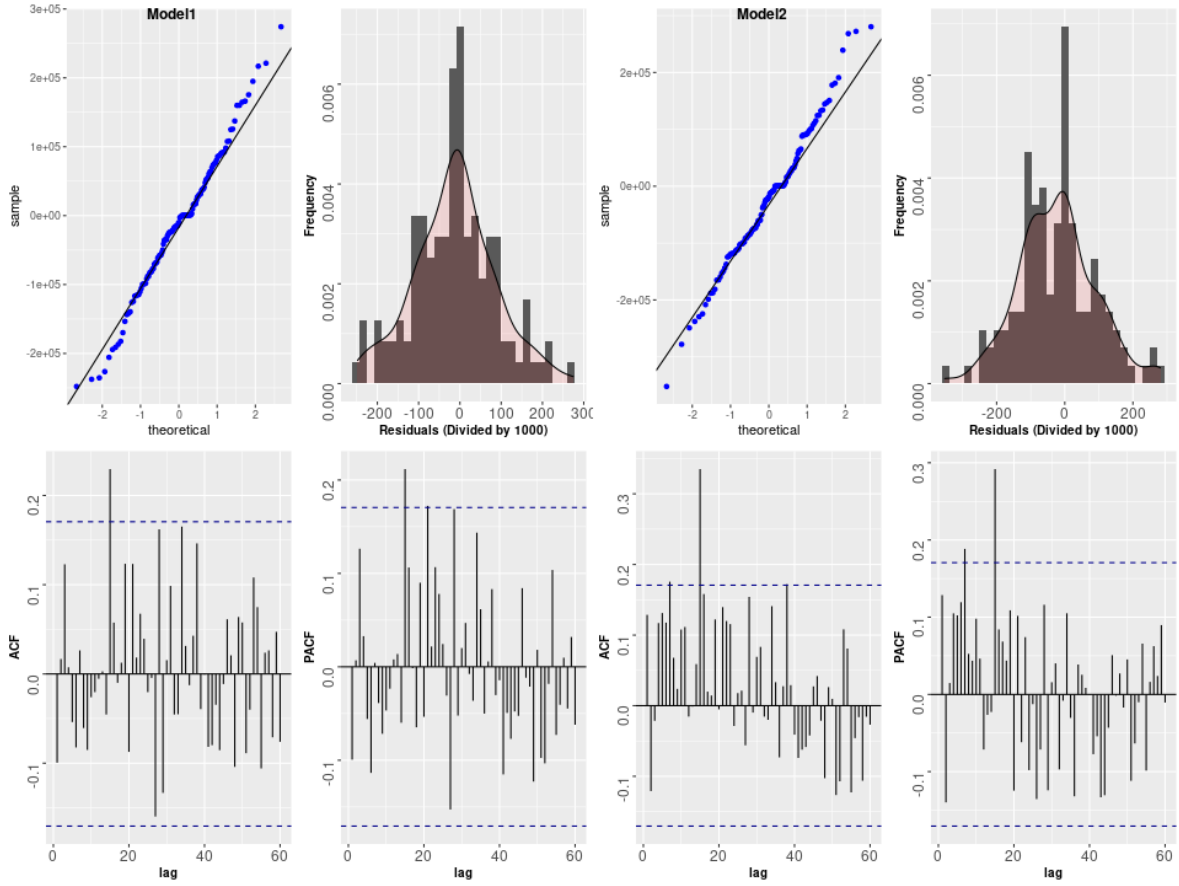 Model1
3e+05
2e+05
1e+05
0e+00
-1e+05
-2e+05
sample
-2 -1 0 1 2
theoretical
0.006
0.004
0.002
0.000
Frequency
-200 -100 0 100 200 300
Residuals (Divided by 1000)
Model2
2e+05
0e+00
-2e+05
sample
-2 -1 0 1 2
theoretical
0.006
0.004
0.002
0.000
Frequency
-200 0 200
Residuals (Divided by 1000)
0.2
0.1
0.0
-0.1
ACF
0 20 40 60
lag
0.2
0.1
0.0
-0.1
PACF
0 20 40 60
lag
0.3
0.2
0.1
0.0
-0.1
ACF
0 20 40 60
lag
0.3
0.2
0.1
0.0
-0.1
PACF
0 20 40 60
lag